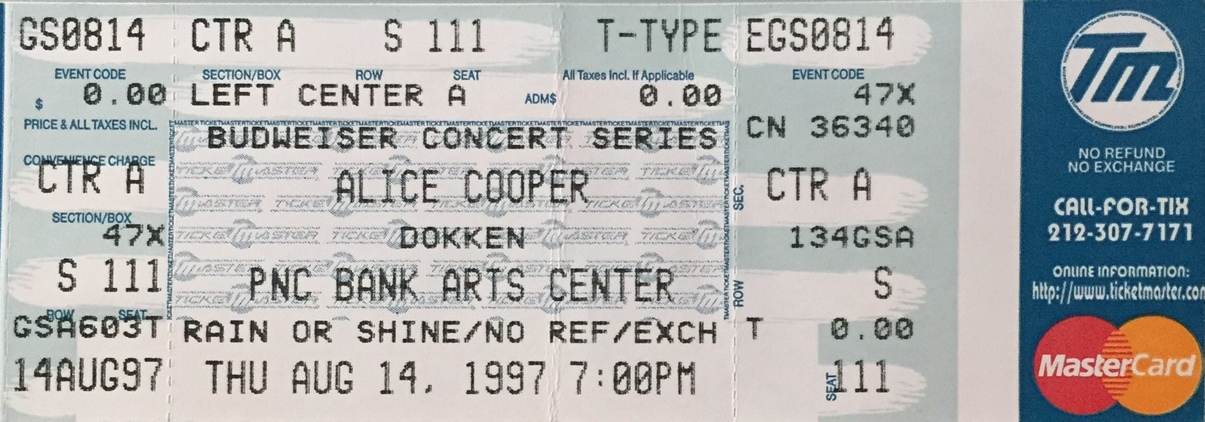 GS0814 CTR A S 111 T-TYPE EGS0814
EVENT CODE SECTION/BOX ROW SEAT All Taxes Incl. If Applicable EVENT CODE
$ 0.00 LEFT CENTER A ADM$ 0.00 47X
PRICE & ALL TAXES INCL.
BUDWEISER CONCERT SERIES CN 36340
CONVENIENCE CHARGE
CTR A ALICE COOPER SEC. CTR A
SECTION/BOX
47X DOKKEN 134GSA
S 111 PNC BANK ARTS CENTER ROW S
ROW SEAT
GSA603T RAIN OR SHINE/NO REF/EXCH T 0.00
14AUG97 THU AUG 14, 1997 7:00PM SEAT 111
TM
NO REFUND
NO EXCHANGE
CALL-FOR-TIX
212-307-7171
ONLINE INFORMATION:
http://www.ticketmaster.com
MasterCard